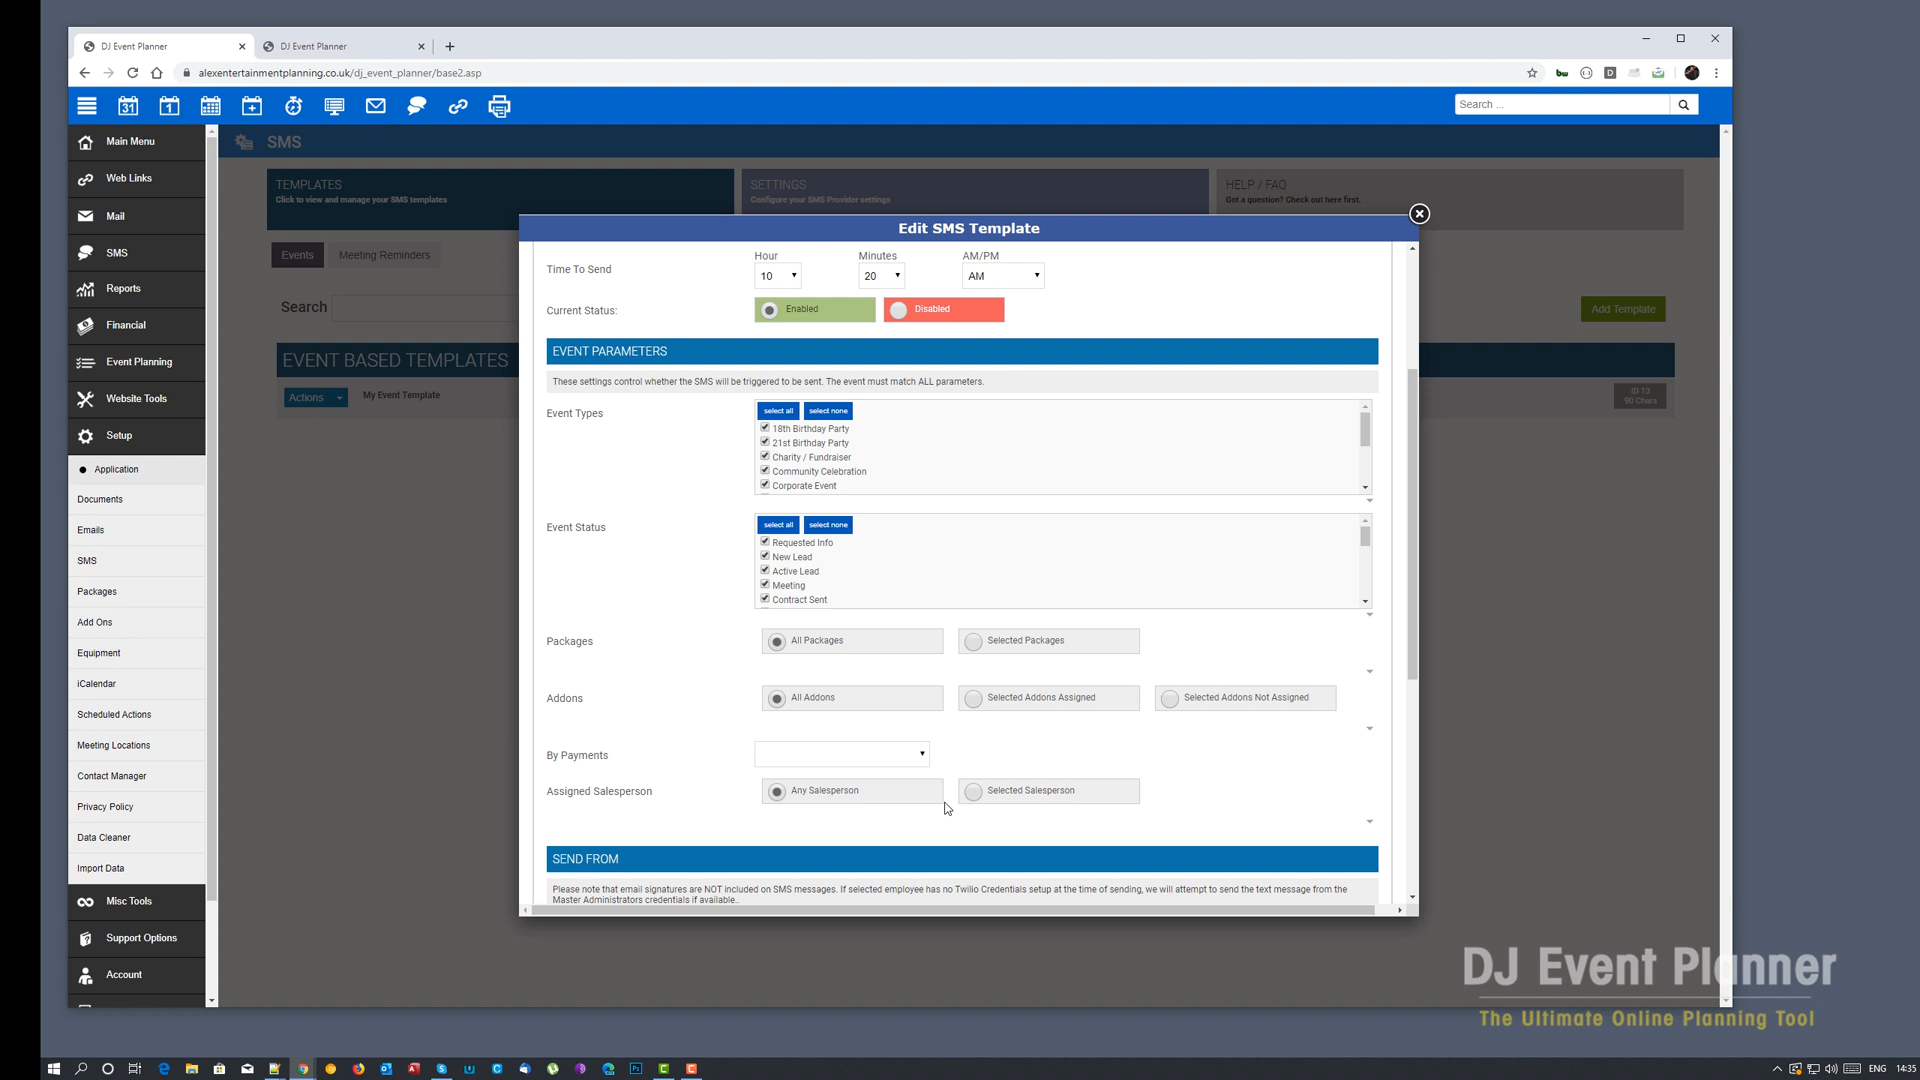 DJ Event Planner
DJ Event Planner
alexentertainmentplanning.co.uk/dj_event_planner/base2.asp
Search ...
Main Menu
Web Links
Mail
SMS
Reports
Financial
Event Planning
Website Tools
Setup
Application
Documents
Emails
SMS
Packages
Add Ons
Equipment
iCalendar
Scheduled Actions
Meeting Locations
Contact Manager
Privacy Policy
Data Cleaner
Import Data
Misc Tools
Support Options
Account
SMS
TEMPLATES
Click to view and manage your SMS templates
SETTINGS
Configure your SMS Provider settings
HELP / FAQ
Got a question? Check out here first.
Events
Meeting Reminders
Search
Add Template
EVENT BASED TEMPLATES
Actions
My Event Template
ID 13
90 Chars
Edit SMS Template
Hour
Minutes
AM/PM
Time To Send
10
20
AM
Current Status:
Enabled
Disabled
EVENT PARAMETERS
These settings control whether the SMS will be triggered to be sent. The event must match ALL parameters.
Event Types
select all
select none
18th Birthday Party
21st Birthday Party
Charity / Fundraiser
Community Celebration
Corporate Event
Event Status
select all
select none
Requested Info
New Lead
Active Lead
Meeting
Contract Sent
Packages
All Packages
Selected Packages
Addons
All Addons
Selected Addons Assigned
Selected Addons Not Assigned
By Payments
Assigned Salesperson
Any Salesperson
Selected Salesperson
SEND FROM
Please note that email signatures are NOT included on SMS messages. If selected employee has no Twilio Credentials setup at the time of sending, we will attempt to send the text message from the
Master Administrators credentials if available..
DJ Event Planner
The Ultimate Online Planning Tool
ENG
14:35